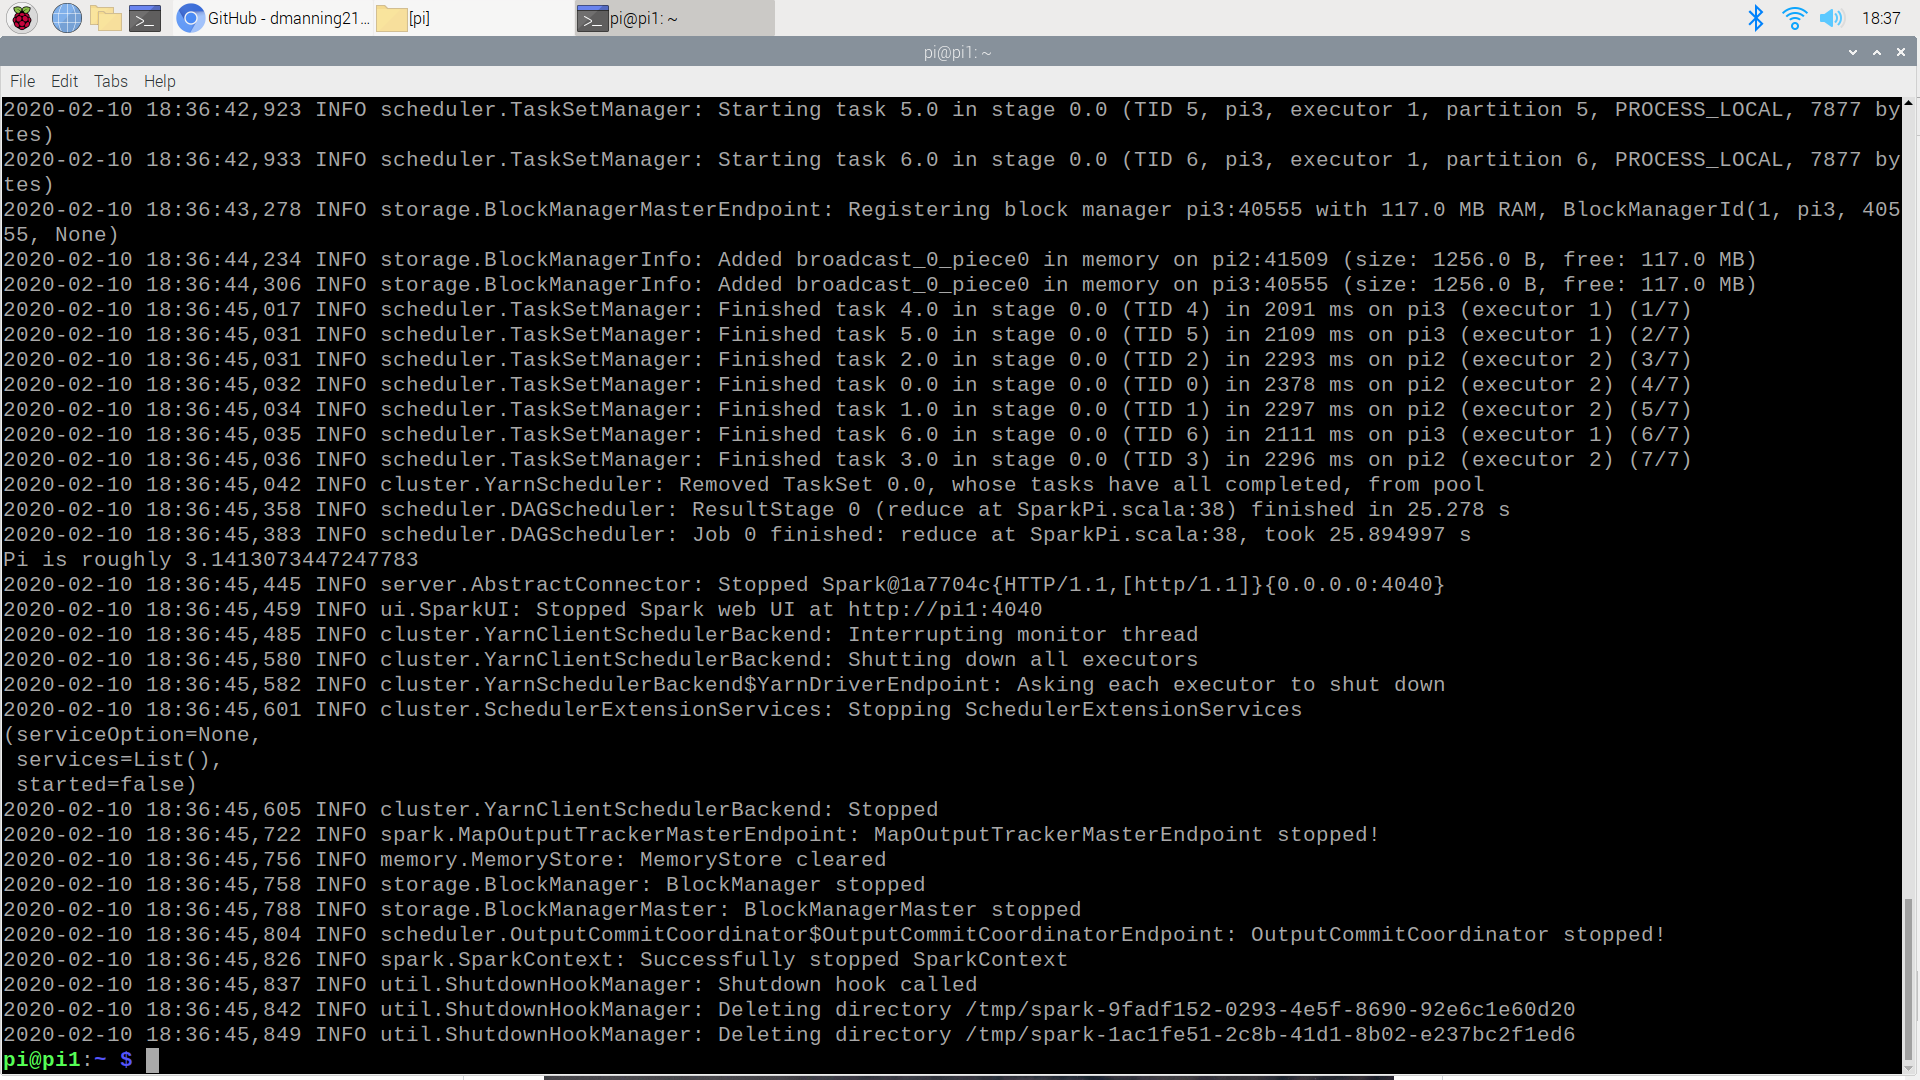 GitHub - dmanning21...
[pi]
pi@pi1: ~
18:37
pi@pi1: ~
File Edit Tabs Help
2020-02-10 18:36:42,923 INFO scheduler.TaskSetManager: Starting task 5.0 in stage 0.0 (TID 5, pi3, executor 1, partition 5, PROCESS_LOCAL, 7877 by
tes)
2020-02-10 18:36:42,933 INFO scheduler.TaskSetManager: Starting task 6.0 in stage 0.0 (TID 6, pi3, executor 1, partition 6, PROCESS_LOCAL, 7877 by
tes)
2020-02-10 18:36:43,278 INFO storage.BlockManagerMasterEndpoint: Registering block manager pi3:40555 with 117.0 MB RAM, BlockManagerId(1, pi3, 405
55, None)
2020-02-10 18:36:44,234 INFO storage.BlockManagerInfo: Added broadcast_0_piece0 in memory on pi2:41509 (size: 1256.0 B, free: 117.0 MB)
2020-02-10 18:36:44,306 INFO storage.BlockManagerInfo: Added broadcast_0_piece0 in memory on pi3:40555 (size: 1256.0 B, free: 117.0 MB)
2020-02-10 18:36:45,017 INFO scheduler.TaskSetManager: Finished task 4.0 in stage 0.0 (TID 4) in 2091 ms on pi3 (executor 1) (1/7)
2020-02-10 18:36:45,031 INFO scheduler.TaskSetManager: Finished task 5.0 in stage 0.0 (TID 5) in 2109 ms on pi3 (executor 1) (2/7)
2020-02-10 18:36:45,031 INFO scheduler.TaskSetManager: Finished task 2.0 in stage 0.0 (TID 2) in 2293 ms on pi2 (executor 2) (3/7)
2020-02-10 18:36:45,032 INFO scheduler.TaskSetManager: Finished task 0.0 in stage 0.0 (TID 0) in 2378 ms on pi2 (executor 2) (4/7)
2020-02-10 18:36:45,034 INFO scheduler.TaskSetManager: Finished task 1.0 in stage 0.0 (TID 1) in 2297 ms on pi2 (executor 2) (5/7)
2020-02-10 18:36:45,035 INFO scheduler.TaskSetManager: Finished task 6.0 in stage 0.0 (TID 6) in 2111 ms on pi3 (executor 1) (6/7)
2020-02-10 18:36:45,036 INFO scheduler.TaskSetManager: Finished task 3.0 in stage 0.0 (TID 3) in 2296 ms on pi2 (executor 2) (7/7)
2020-02-10 18:36:45,042 INFO cluster.YarnScheduler: Removed TaskSet 0.0, whose tasks have all completed, from pool
2020-02-10 18:36:45,358 INFO scheduler.DAGScheduler: ResultStage 0 (reduce at SparkPi.scala:38) finished in 25.278 s
2020-02-10 18:36:45,383 INFO scheduler.DAGScheduler: Job 0 finished: reduce at SparkPi.scala:38, took 25.894997 s
Pi is roughly 3.1413073447247783
2020-02-10 18:36:45,445 INFO server.AbstractConnector: Stopped Spark@1a7704c{HTTP/1.1,[http/1.1]}{0.0.0.0:4040}
2020-02-10 18:36:45,459 INFO ui.SparkUI: Stopped Spark web UI at http://pi1:4040
2020-02-10 18:36:45,485 INFO cluster.YarnClientSchedulerBackend: Interrupting monitor thread
2020-02-10 18:36:45,580 INFO cluster.YarnClientSchedulerBackend: Shutting down all executors
2020-02-10 18:36:45,582 INFO cluster.YarnSchedulerBackend$YarnDriverEndpoint: Asking each executor to shut down
2020-02-10 18:36:45,601 INFO cluster.SchedulerExtensionServices: Stopping SchedulerExtensionServices
(serviceOption=None,
 services=List(),
 started=false)
2020-02-10 18:36:45,605 INFO cluster.YarnClientSchedulerBackend: Stopped
2020-02-10 18:36:45,722 INFO spark.MapOutputTrackerMasterEndpoint: MapOutputTrackerMasterEndpoint stopped!
2020-02-10 18:36:45,756 INFO memory.MemoryStore: MemoryStore cleared
2020-02-10 18:36:45,758 INFO storage.BlockManager: BlockManager stopped
2020-02-10 18:36:45,788 INFO storage.BlockManagerMaster: BlockManagerMaster stopped
2020-02-10 18:36:45,804 INFO scheduler.OutputCommitCoordinator$OutputCommitCoordinatorEndpoint: OutputCommitCoordinator stopped!
2020-02-10 18:36:45,826 INFO spark.SparkContext: Successfully stopped SparkContext
2020-02-10 18:36:45,837 INFO util.ShutdownHookManager: Shutdown hook called
2020-02-10 18:36:45,842 INFO util.ShutdownHookManager: Deleting directory /tmp/spark-9fadf152-0293-4e5f-8690-92e6c1e60d20
2020-02-10 18:36:45,849 INFO util.ShutdownHookManager: Deleting directory /tmp/spark-1ac1fe51-2c8b-41d1-8b02-e237bc2f1ed6
pi@pi1:~ $